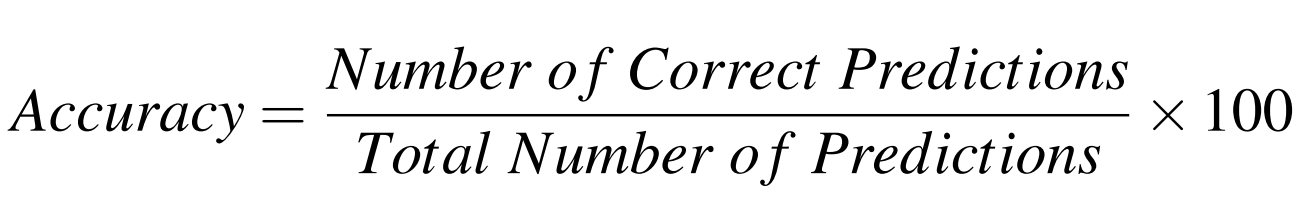 Accuracy = Number of Correct Predictions / Total Number of Predictions × 100